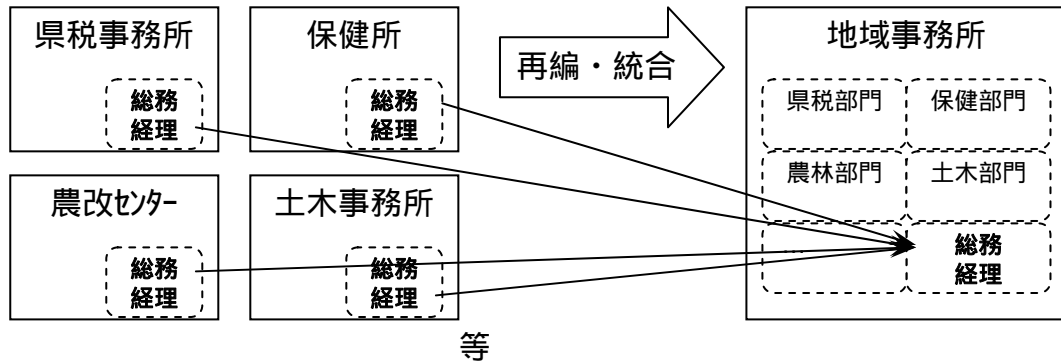 県税事務所
総務
経理
保健所
総務
経理
再編・統合
農改センター
総務
経理
土木事務所
総務
経理
等
地域事務所
県税部門
保健部門
農林部門
土木部門
総務
経理